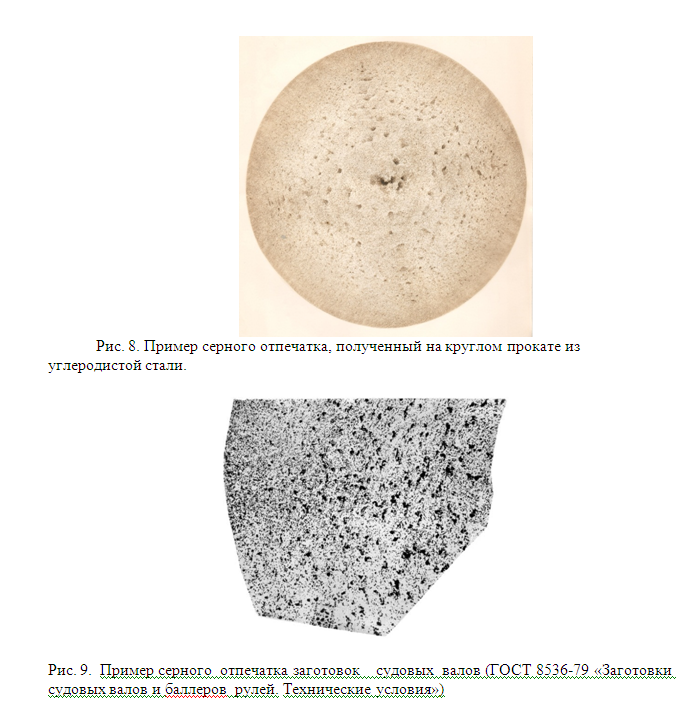 Рис. 8. Пример серного отпечатка, полученный на круглом прокате из
углеродистой стали.
Рис. 9. Пример серного отпечатка заготовок судовых валов (ГОСТ 8536-79 «Заготовки
судовых валов и баллеров рулей. Технические условия»)